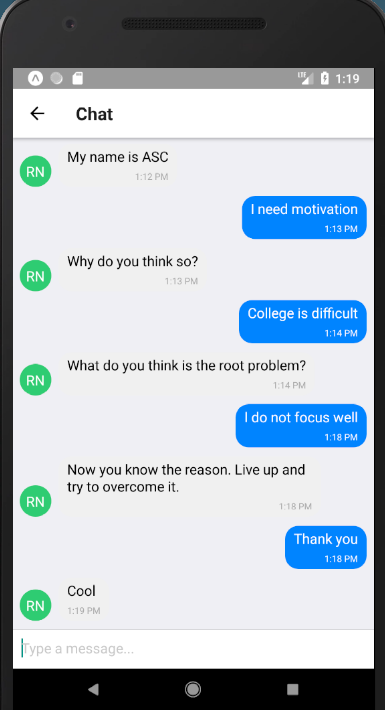 LTE 1:19
Chat
My name is ASC
RN
1:12 PM
I need motivation
1:13 PM
Why do you think so?
RN
1:13 PM
College is difficult
1:14 PM
What do you think is the root problem?
RN
1:14 PM
I do not focus well
1:18 PM
Now you know the reason. Live up and
try to overcome it.
RN
1:18 PM
Thank you
1:18 PM
Cool
RN
1:19 PM
Type a message...